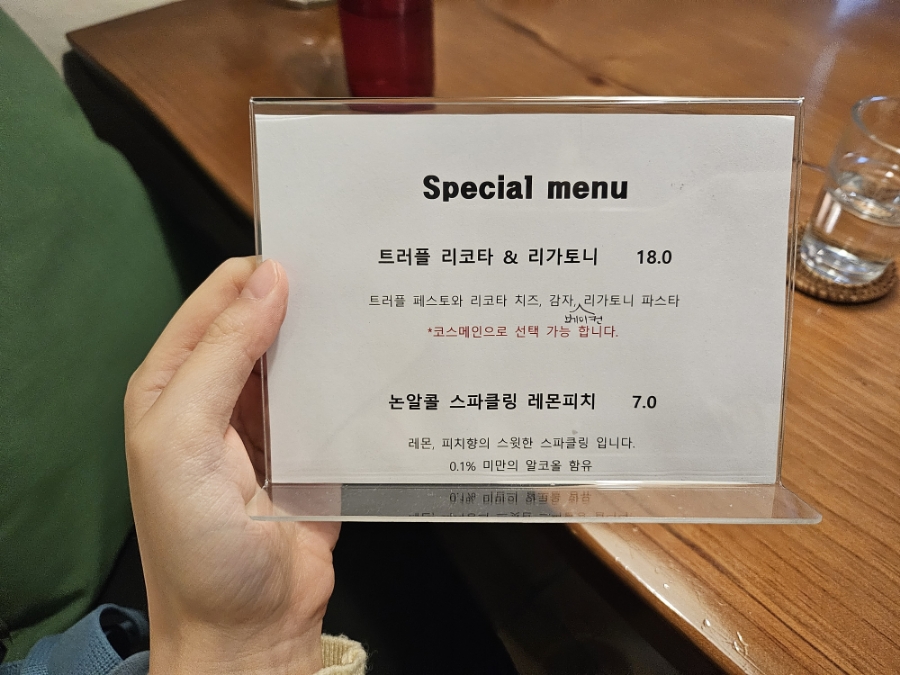 Special menu
트러플 리코타 & 리가토니 18.0
트러플 페스토와 리코타 치즈, 감자, 리가토니 파스타
베이컨
*코스메인으로 선택 가능 합니다.
논알콜 스파클링 레몬피치 7.0
레몬, 피치향의 스윗한 스파클링 입니다.
0.1% 미만의 알코올 함유